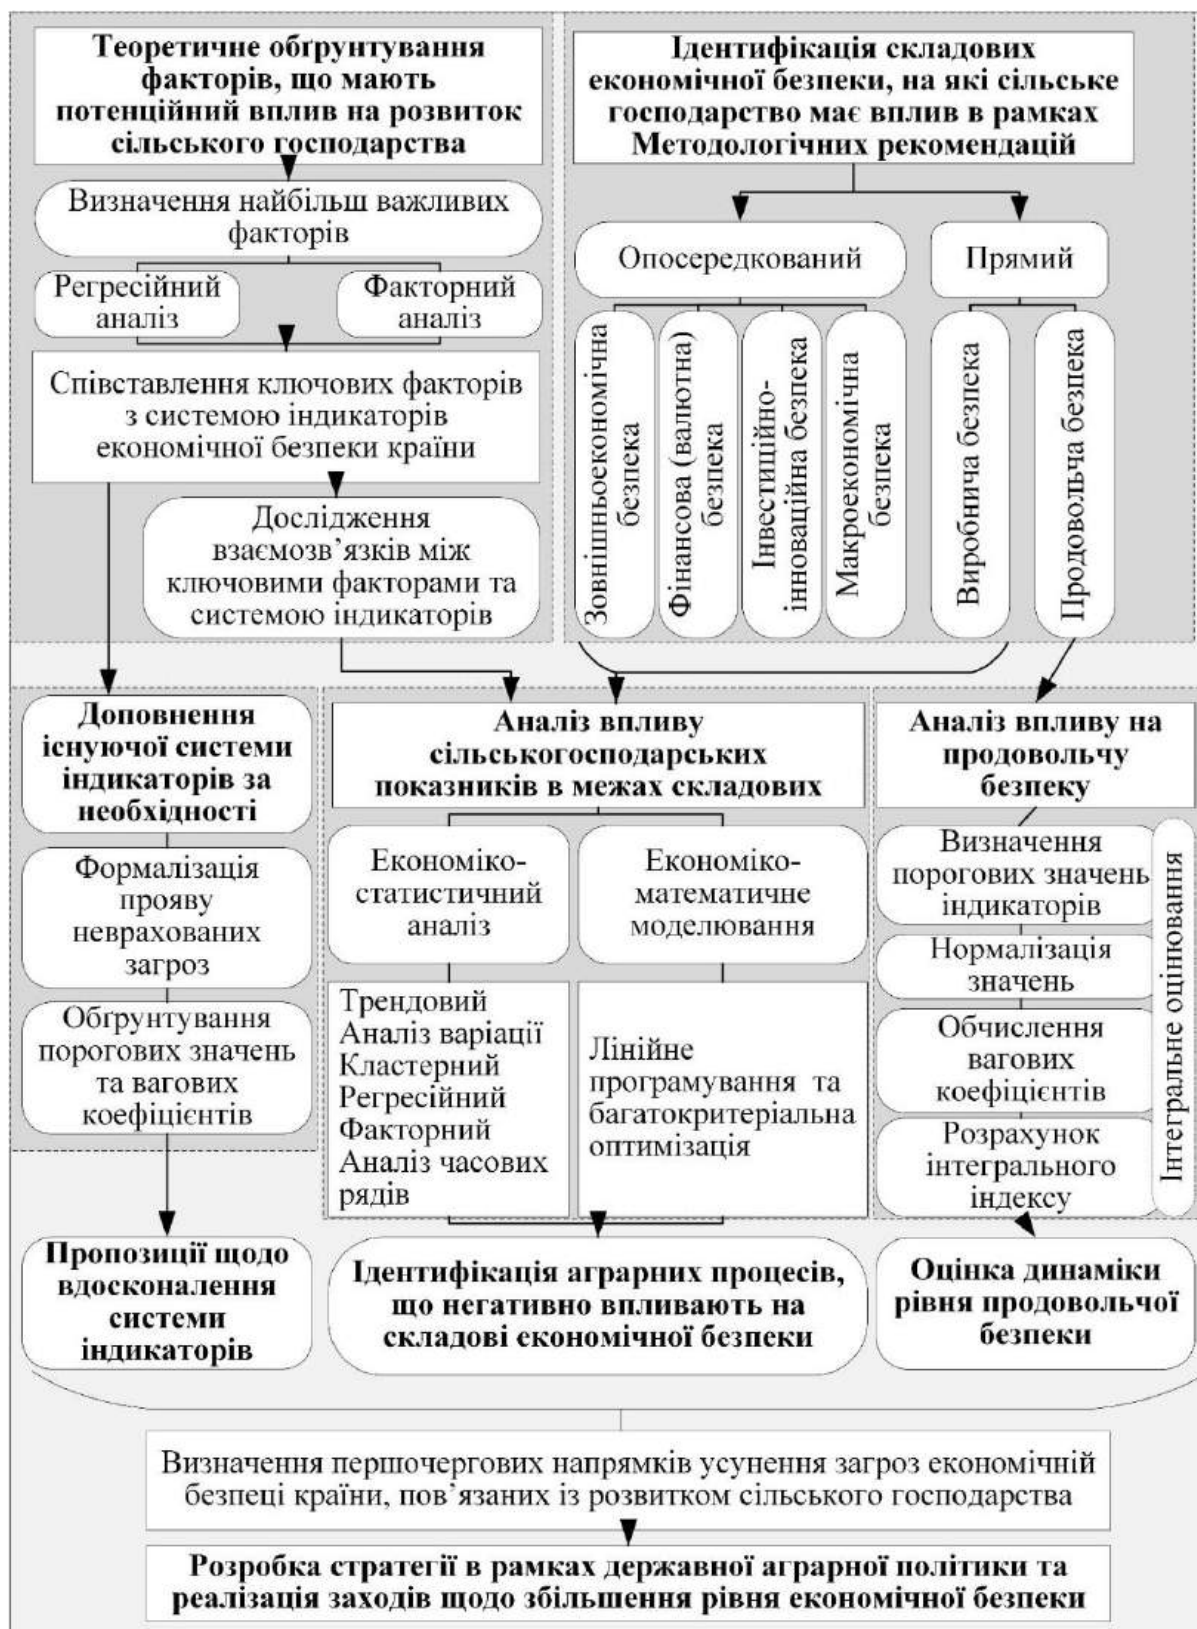 Теоретичне обґрунтування
факторів, що мають
потенційний вплив на розвиток
сільського господарства
Визначення найбільш важливих
факторів
Регресійний
аналіз
Факторний
аналіз
Співставлення ключових факторів
з системою індикаторів
економічної безпеки країни
Дослідження
взаємозв’язків між
ключовими факторами та
системою індикаторів
Ідентифікація складових
економічної безпеки, на які сільське
господарство має вплив в рамках
Методологічних рекомендацій
Опосередкований
Прямий
Зовнішньоекономічна
безпека
Фінансова (валютна)
безпека
Інвестиційно-
інноваційна безпека
Макроекономічна
безпека
Виробнича безпека
Продовольча безпека
Доповнення
існуючої системи
індикаторів за
необхідності
Формалізація
прояву
неврахованих
загроз
Обґрунтування
порогових значень
та вагових
коефіцієнтів
Аналіз впливу
сільськогосподарських
показників в межах складових
Економіко-
статистичний
аналіз
Економіко-
математичне
моделювання
Трендовий
Аналіз варіації
Кластерний
Регресійний
Факторний
Аналіз часових
рядів
Лінійне
програмування та
багатокритеріальна
оптимізація
Аналіз впливу на
продовольчу
безпеку
Визначення
порогових значень
індикаторів
Нормалізація
значень
Обчислення
вагових
коефіцієнтів
Розрахунок
інтегрального
індексу
Інтегральне оцінювання
Пропозиції щодо
вдосконалення
системи
індикаторів
Ідентифікація аграрних процесів,
що негативно впливають на
складові економічної безпеки
Оцінка динаміки
рівня продовольчої
безпеки
Визначення першочергових напрямків усунення загроз економічній
безпеці країни, пов’язаних із розвитком сільського господарства
Розробка стратегії в рамках державної аграрної політики та
реалізація заходів щодо збільшення рівня економічної безпеки